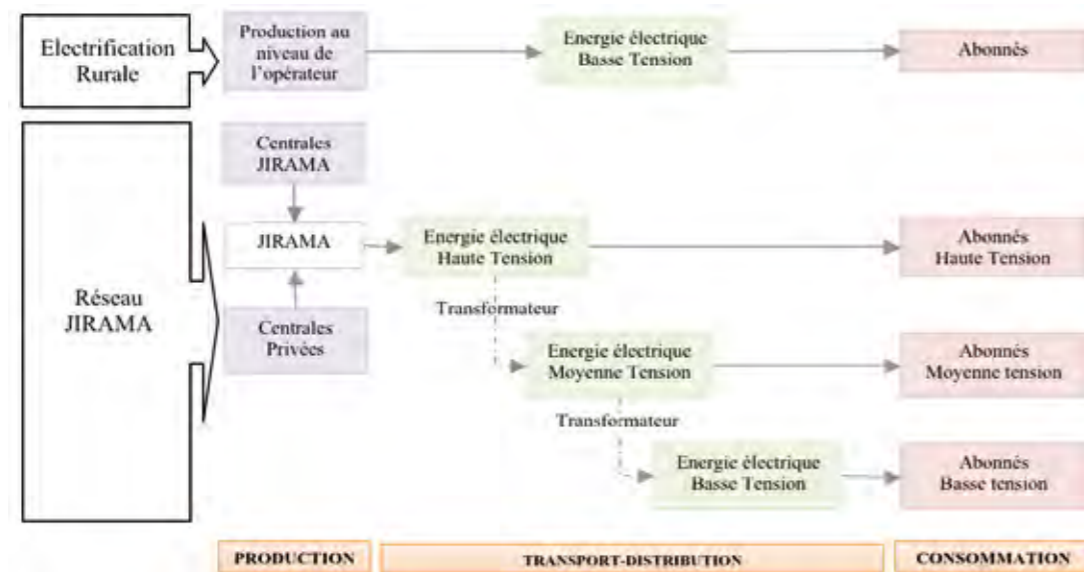 Electrification
Rurale
Production au
niveau de
l'opérateur
Energie électrique
Basse Tension
Abonnés
Centrales
JIRAMA
Réseau
JIRAMA
JIRAMA
Energie électrique
Haute Tension
Abonnés
Haute Tension
Transformateur
Centrales
Privées
Energie électrique
Moyenne Tension
Abonnés
Moyenne tension
Transformateur
Energie électrique
Basse Tension
Abonnés
Basse tension
PRODUCTION
TRANSPORT-DISTRIBUTION
CONSOMMATION